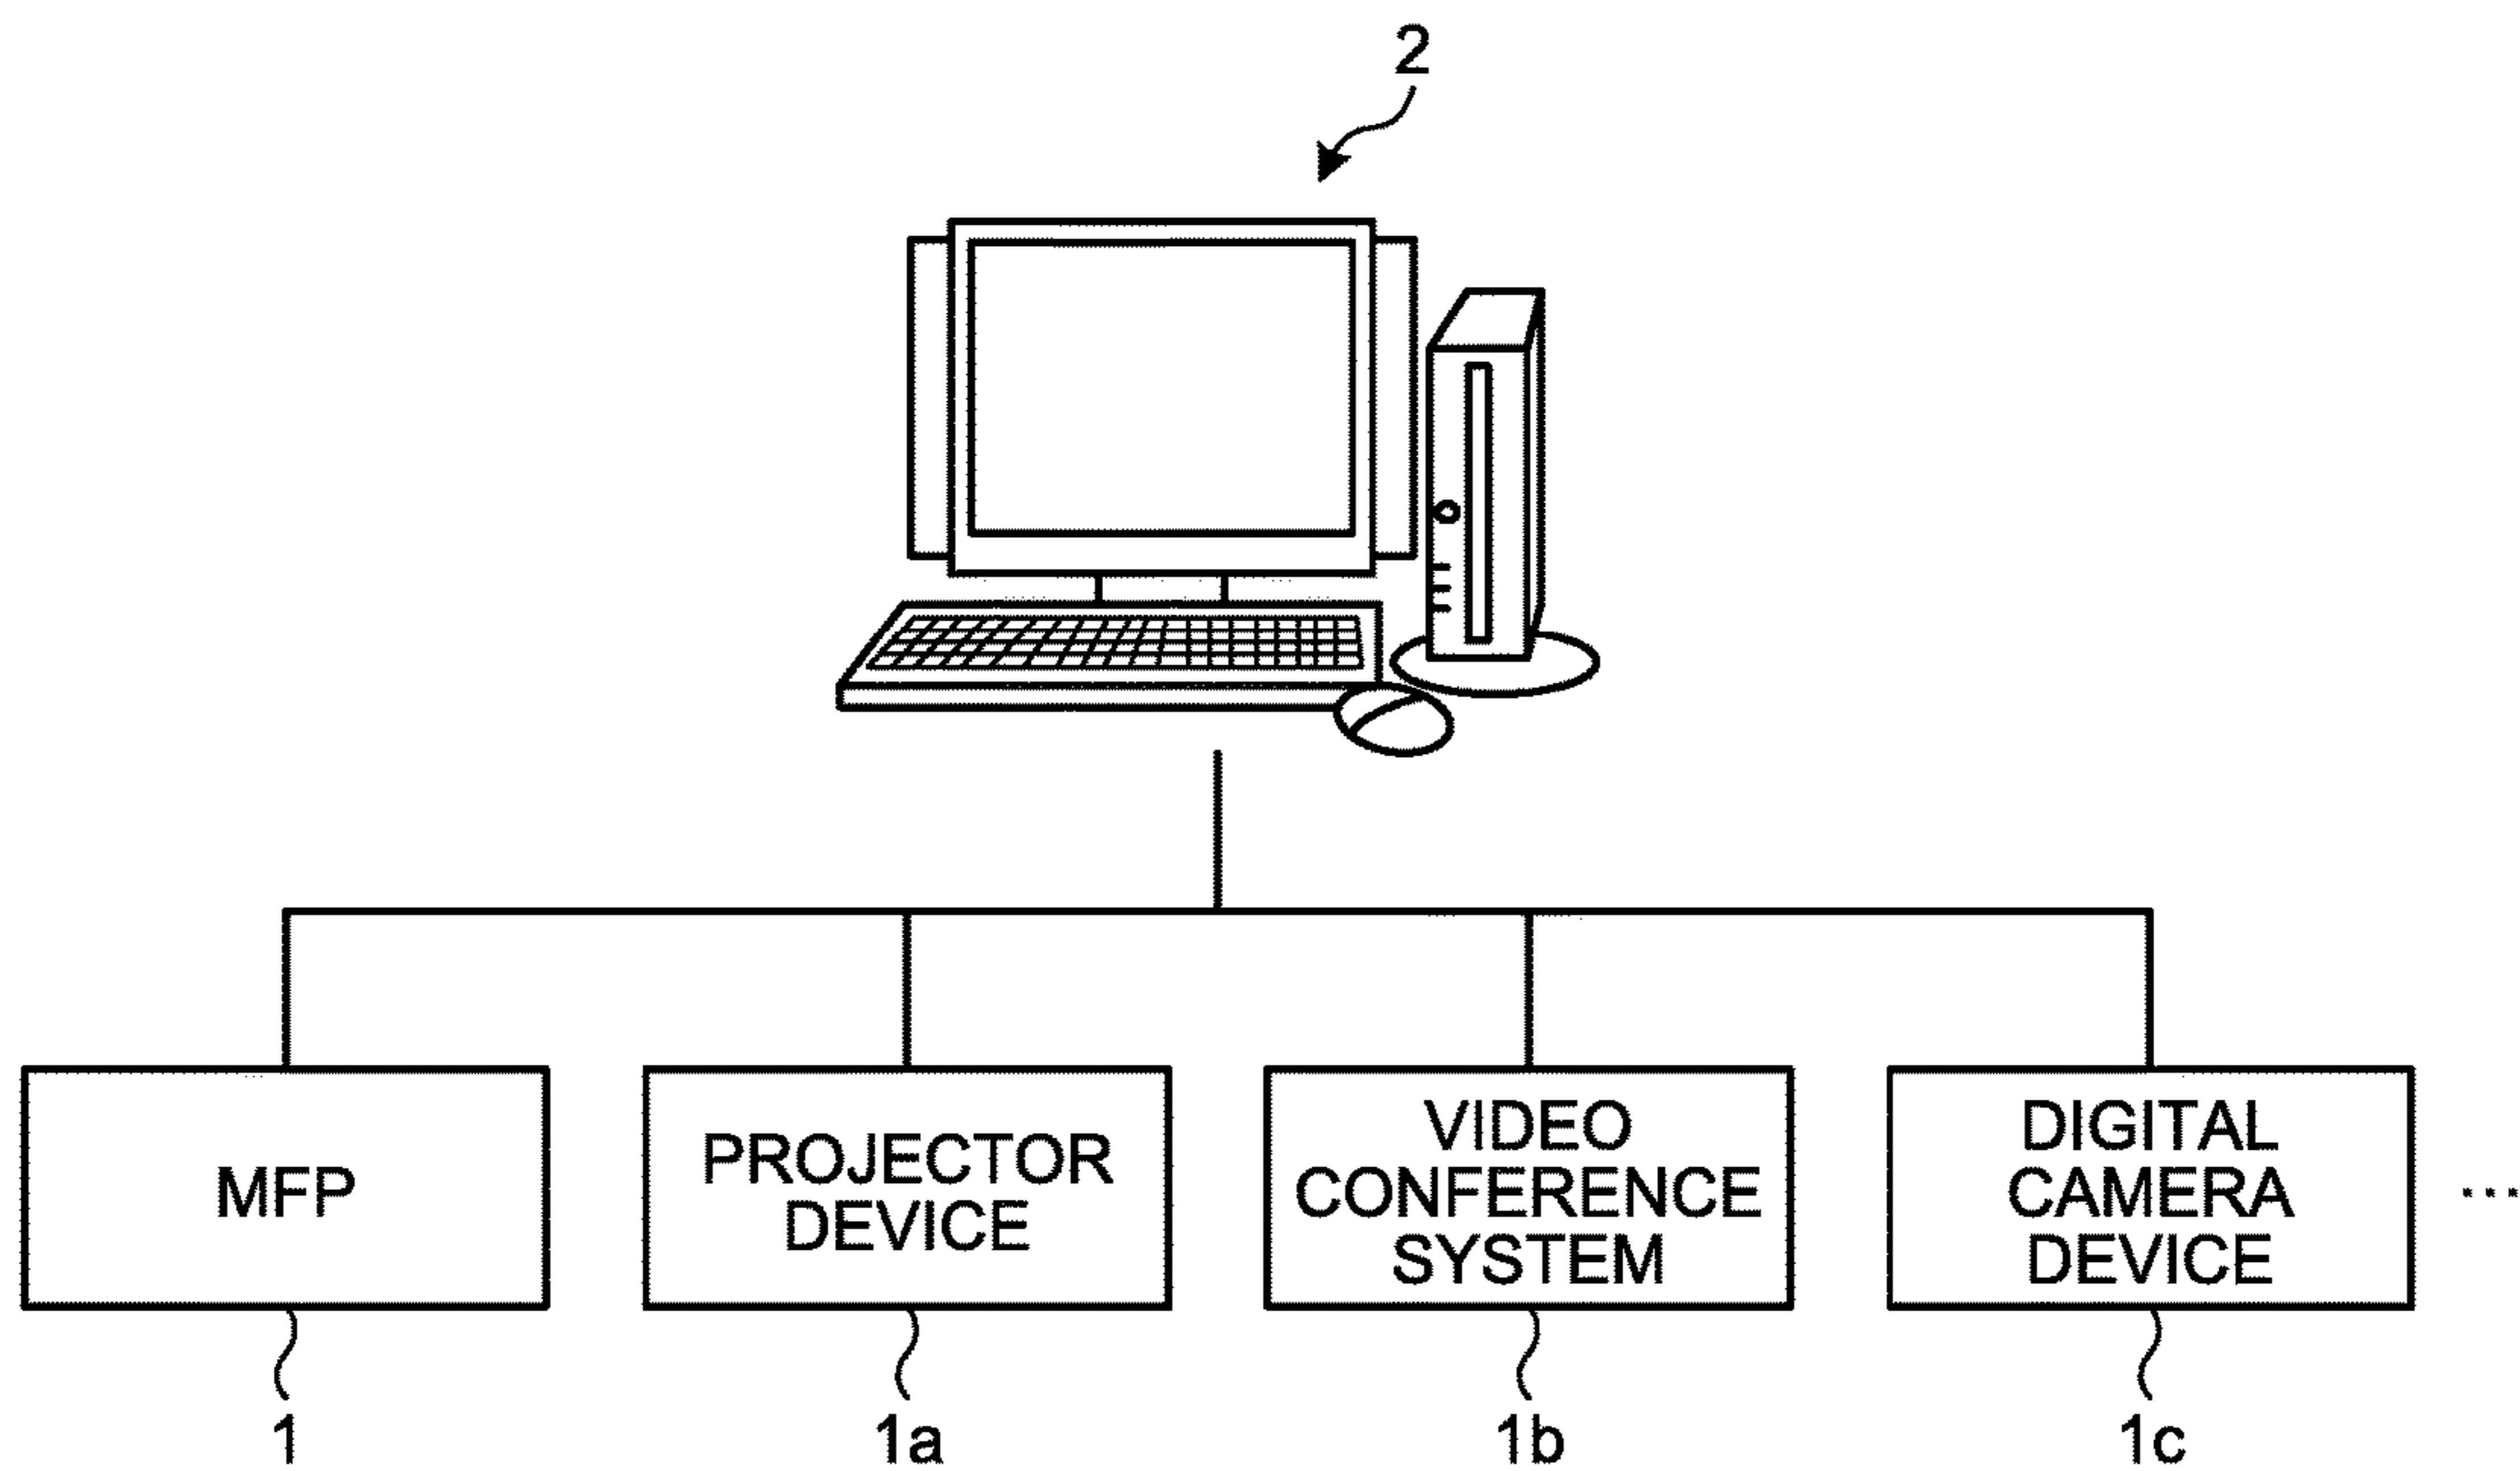 2
MFP
PROJECTOR
DEVICE
VIDEO
CONFERENCE
SYSTEM
DIGITAL
CAMERA
DEVICE
...
1
1a
1b
1c